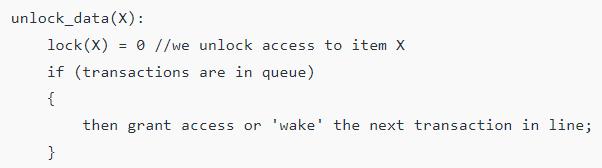 unlock_data(X):
    lock(X) = 0 //we unlock access to item X
    if (transactions are in queue)
    {
        then grant access or 'wake' the next transaction in line;
    }